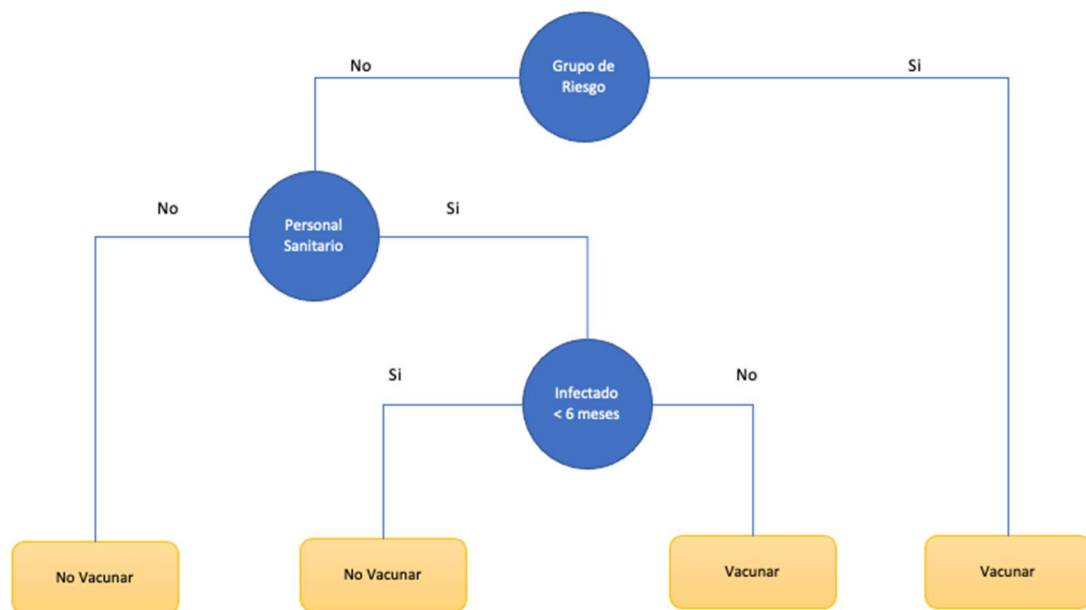 No
Grupo de
Riesgo
Si
No
Personal
Sanitario
Si
Si
Infectado
< 6 meses
No
No Vacunar
No Vacunar
Vacunar
Vacunar